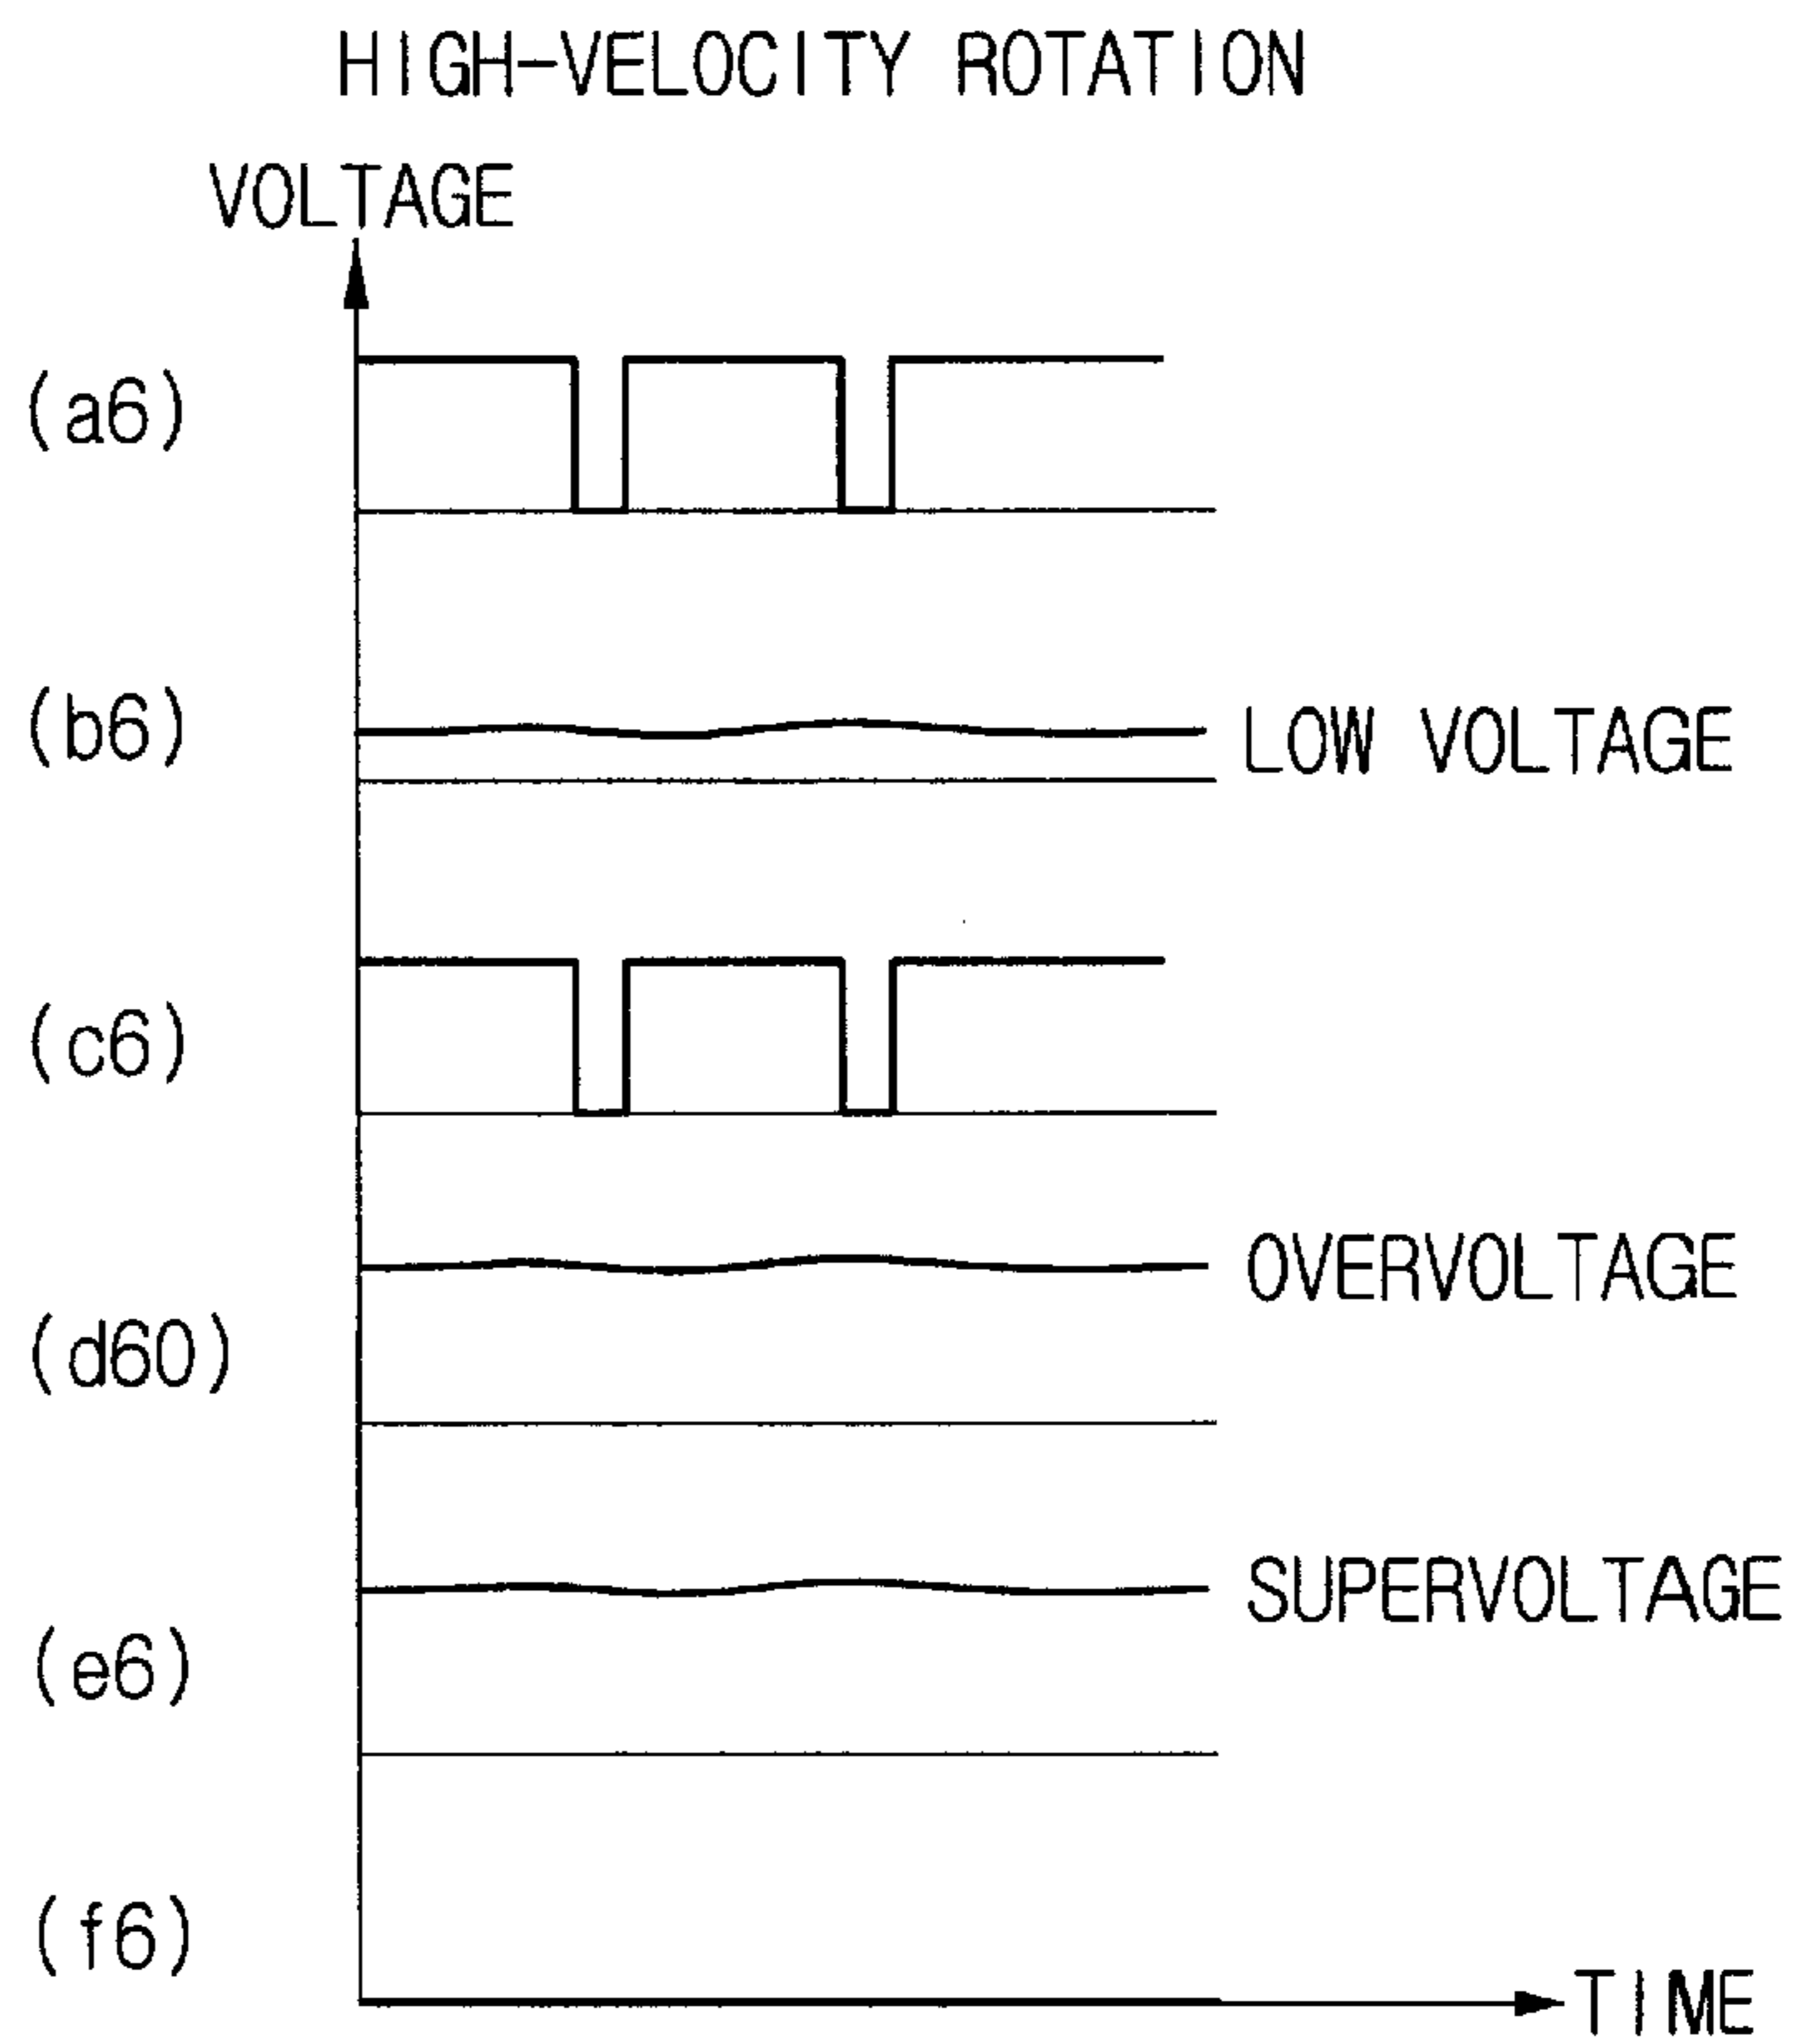 HIGH-VELOCITY ROTATION
VOLTAGE
(a6)
(b6) LOW VOLTAGE
(c6)
OVERVOLTAGE
(d60)
SUPERVOLTAGE
(e6)
(f6)
TIME